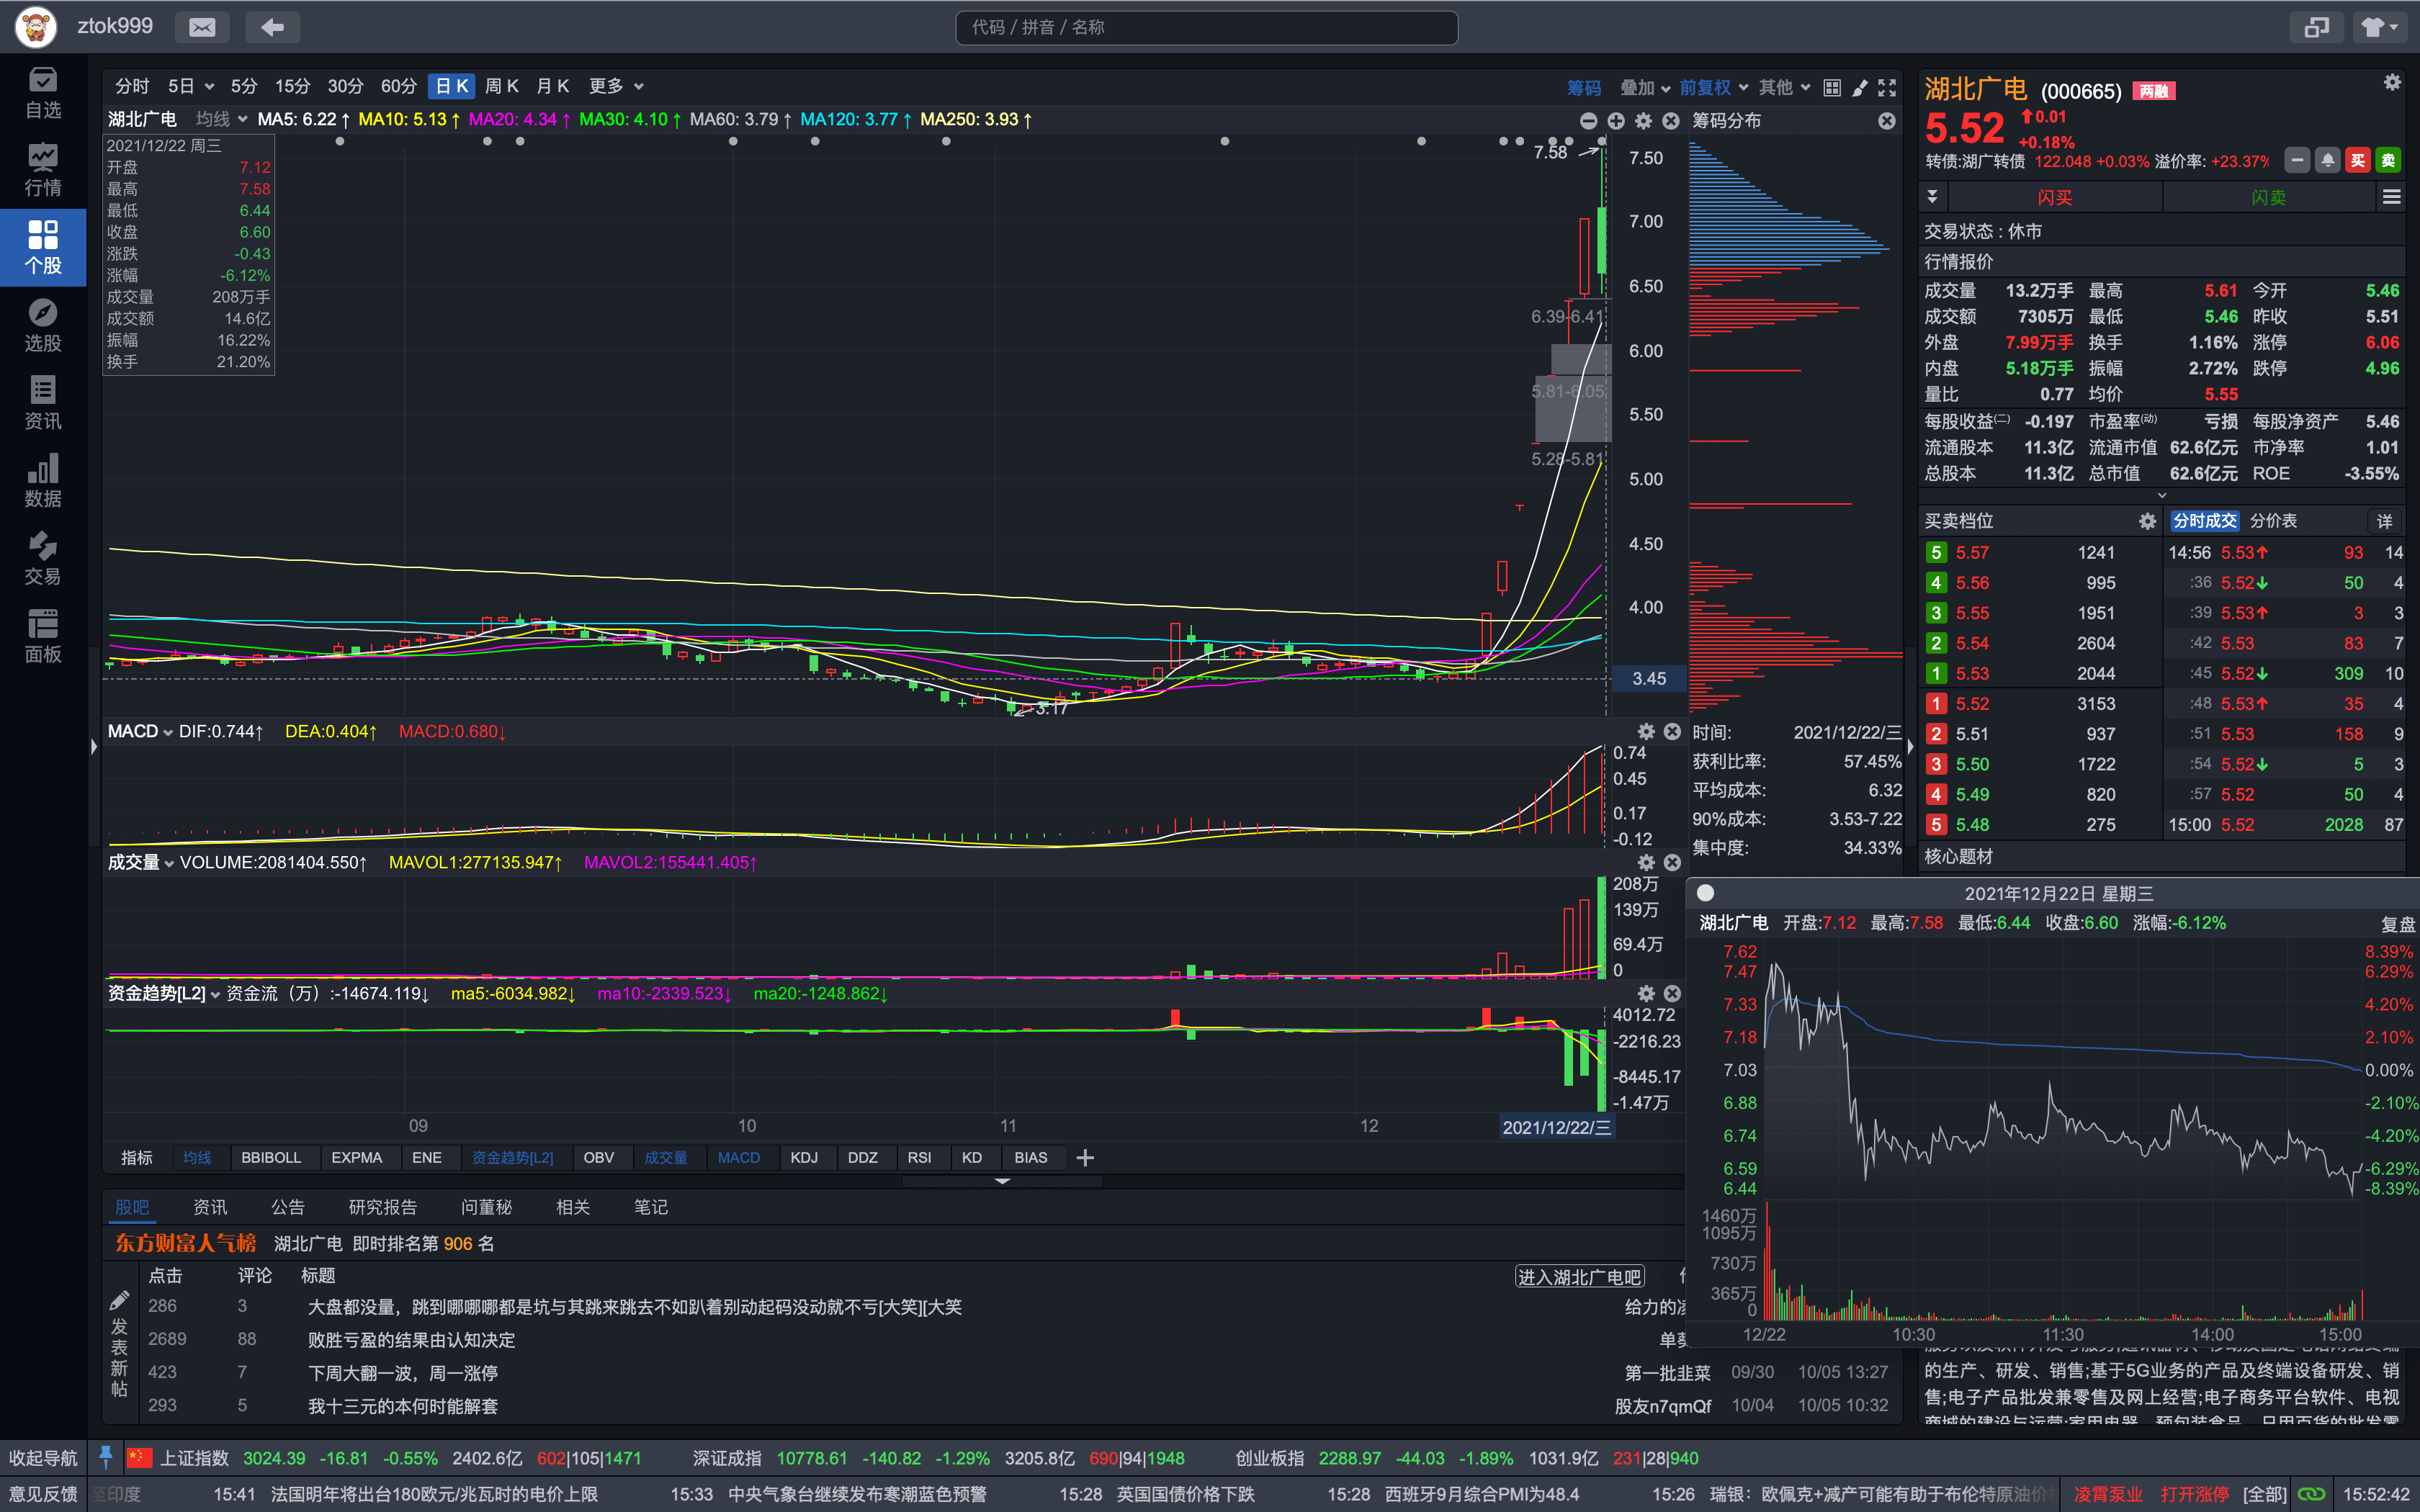 ztok999
代码 / 拼音 / 名称
自选
行情
个股
选股
资讯
数据
交易
面板
分时 5日 5分 15分 30分 60分 日K 周K 月K 更多 筹码 叠加 前复权 其他
湖北广电 均线 MA5: 6.22↑ MA10: 5.13↑ MA20: 4.34↑ MA30: 4.10↑ MA60: 3.79↑ MA120: 3.77↑ MA250: 3.93↑
2021/12/22 周三
开盘 7.12
最高 7.58
最低 6.44
收盘 6.60
涨跌 -0.43
涨幅 -6.12%
成交量 208万手
成交额 14.6亿
振幅 16.22%
换手 21.20%
7.58
6.39-6.41
5.81-6.05
5.28-5.81
3.17
7.50
7.00
6.50
6.00
5.50
5.00
4.50
4.00
3.45
筹码分布
时间: 2021/12/22/三
获利比率: 57.45%
平均成本: 6.32
90%成本: 3.53-7.22
集中度: 34.33%
MACD DIF:0.744↑ DEA:0.404↑ MACD:0.680↓
0.74
0.45
0.17
-0.12
成交量 VOLUME:2081404.550↑ MAVOL1:277135.947↑ MAVOL2:155441.405↑
208万
139万
69.4万
0
资金趋势[L2] 资金流（万）:-14674.119↓ ma5:-6034.982↓ ma10:-2339.523↓ ma20:-1248.862↓
4012.72
-2216.23
-8445.17
-1.47万
09 10 11 12 2021/12/22/三
指标 均线 BBIBOLL EXPMA ENE 资金趋势[L2] OBV 成交量 MACD KDJ DDZ RSI KD BIAS
股吧 资讯 公告 研究报告 问董秘 相关 笔记
东方财富人气榜 湖北广电 即时排名第 906 名
点击 评论 标题 进入湖北广电吧
发表新帖
286 3 大盘都没量，跳到哪哪哪都是坑与其跳来跳去不如趴着别动起码没动就不亏[大笑][大笑 给力的
2689 88 败胜亏盈的结果由认知决定 单
423 7 下周大翻一波，周一涨停 第一批韭菜 09/30 10/05 13:27
293 5 我十三元的本何时能解套 股友n7qmQf 10/04 10/05 10:32
湖北广电 (000665) 两融
5.52 0.01
+0.18%
转债:湖广转债 122.048 +0.03% 溢价率: +23.37% 买 卖
闪买 闪卖
交易状态 : 休市
行情报价
成交量 13.2万手 最高 5.61 今开 5.46
成交额 7305万 最低 5.46 昨收 5.51
外盘 7.99万手 换手 1.16% 涨停 6.06
内盘 5.18万手 振幅 2.72% 跌停 4.96
量比 0.77 均价 5.55
每股收益(二) -0.197 市盈率(动) 亏损 每股净资产 5.46
流通股本 11.3亿 流通市值 62.6亿元 市净率 1.01
总股本 11.3亿 总市值 62.6亿元 ROE -3.55%
买卖档位 分时成交 分价表 详
5 5.57 1241 14:56 5.53↑ 93 14
4 5.56 995 :36 5.52↓ 50 4
3 5.55 1951 :39 5.53↑ 3 3
2 5.54 2604 :42 5.53 83 7
1 5.53 2044 :45 5.52↓ 309 10
1 5.52 3153 :48 5.53↑ 35 4
2 5.51 937 :51 5.53 158 9
3 5.50 1722 :54 5.52↓ 5 3
4 5.49 820 :57 5.52 50 4
5 5.48 275 15:00 5.52 2028 87
核心题材
2021年12月22日 星期三
湖北广电 开盘:7.12 最高:7.58 最低:6.44 收盘:6.60 涨幅:-6.12% 复盘
7.62 8.39%
7.47 6.29%
7.33 4.20%
7.18 2.10%
7.03 0.00%
6.88 -2.10%
6.74 -4.20%
6.59 -6.29%
6.44 -8.39%
1460万
1095万
730万
365万
0
12/22 10:30 11:30 14:00 15:00
的生产、研发、销售;基于5G业务的产品及终端设备研发、销
售;电子产品批发兼零售及网上经营;电子商务平台软件、电视
收起导航 上证指数 3024.39 -16.81 -0.55% 2402.6亿 602|105|1471 深证成指 10778.61 -140.82 -1.29% 3205.8亿 690|94|1948 创业板指 2288.97 -44.03 -1.89% 1031.9亿 231|28|940
意见反馈 至印度 15:41 法国明年将出台180欧元/兆瓦时的电价上限 15:33 中央气象台继续发布寒潮蓝色预警 15:28 英国国债价格下跌 15:28 西班牙9月综合PMI为48.4 15:26 瑞银：欧佩克+减产可能有助于布伦特原油价格 凌霄泵业 打开涨停 [全部] 15:52:42